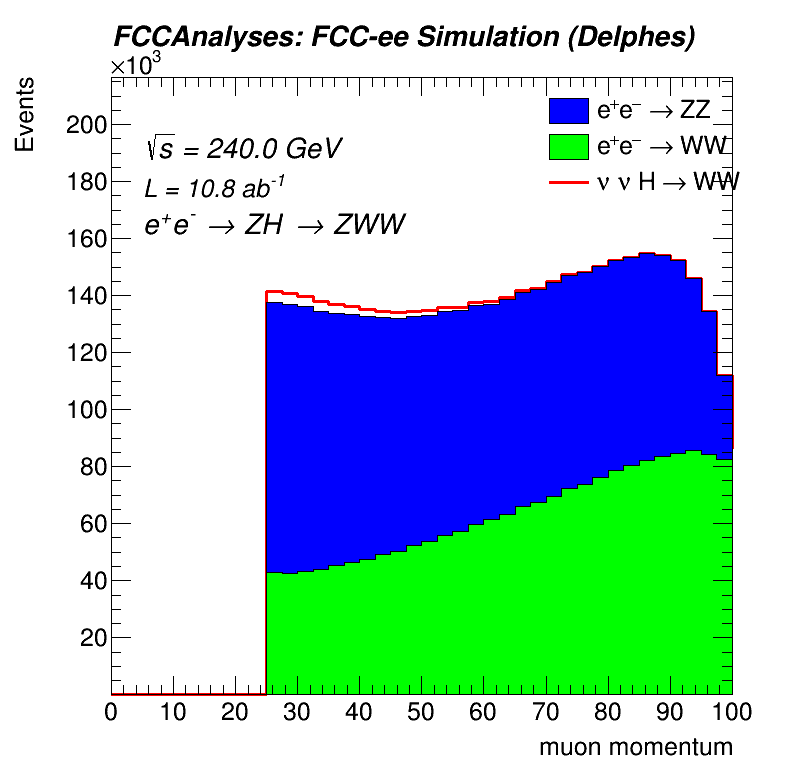 FCCAnalyses: FCC-ee Simulation (Delphes)
×10³
Events
e⁺e⁻ → ZZ
e⁺e⁻ → WW
ν ν H → WW
√s = 240.0 GeV
L = 10.8 ab⁻¹
e⁺e⁻ → ZH → ZWW
200
180
160
140
120
100
80
60
40
20
0 10 20 30 40 50 60 70 80 90 100
muon momentum